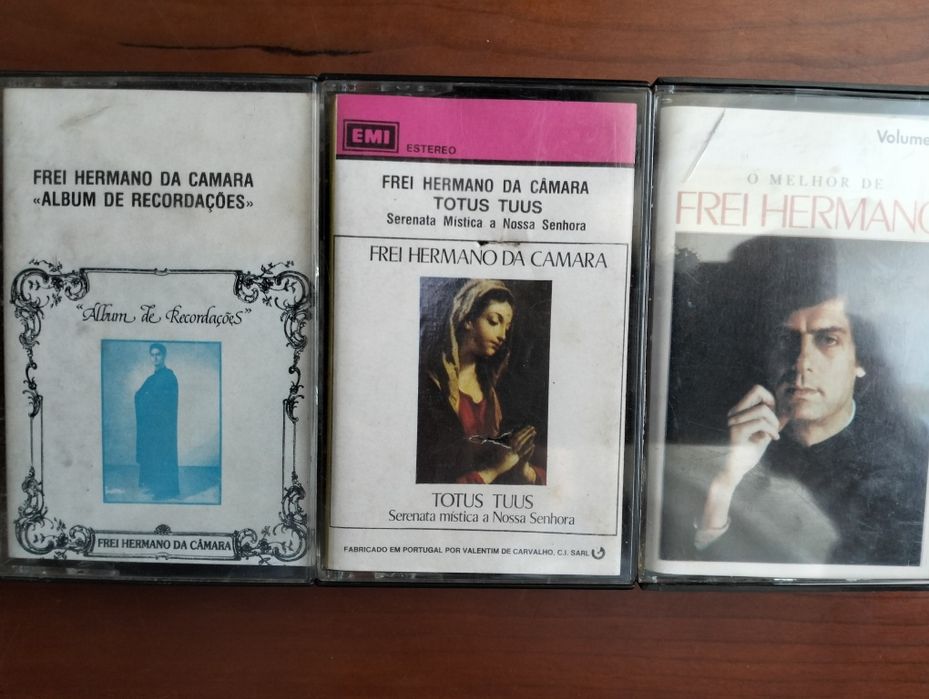 FREI HERMANO DA CAMARA
«ALBUM DE RECORDAÇÕES»
"Album de Recordações"
FREI HERMANO DA CÂMARA
EMI
ESTEREO
FREI HERMANO DA CÂMARA
TOTUS TUUS
Serenata Mistica a Nossa Senhora
FREI HERMANO DA CAMARA
TOTUS TUUS
Serenata mística a Nossa Senhora
FABRICADO EM PORTUGAL POR VALENTIM DE CARVALHO, C.I. SARL
Volume
O MELHOR DE
FREI HERMANO